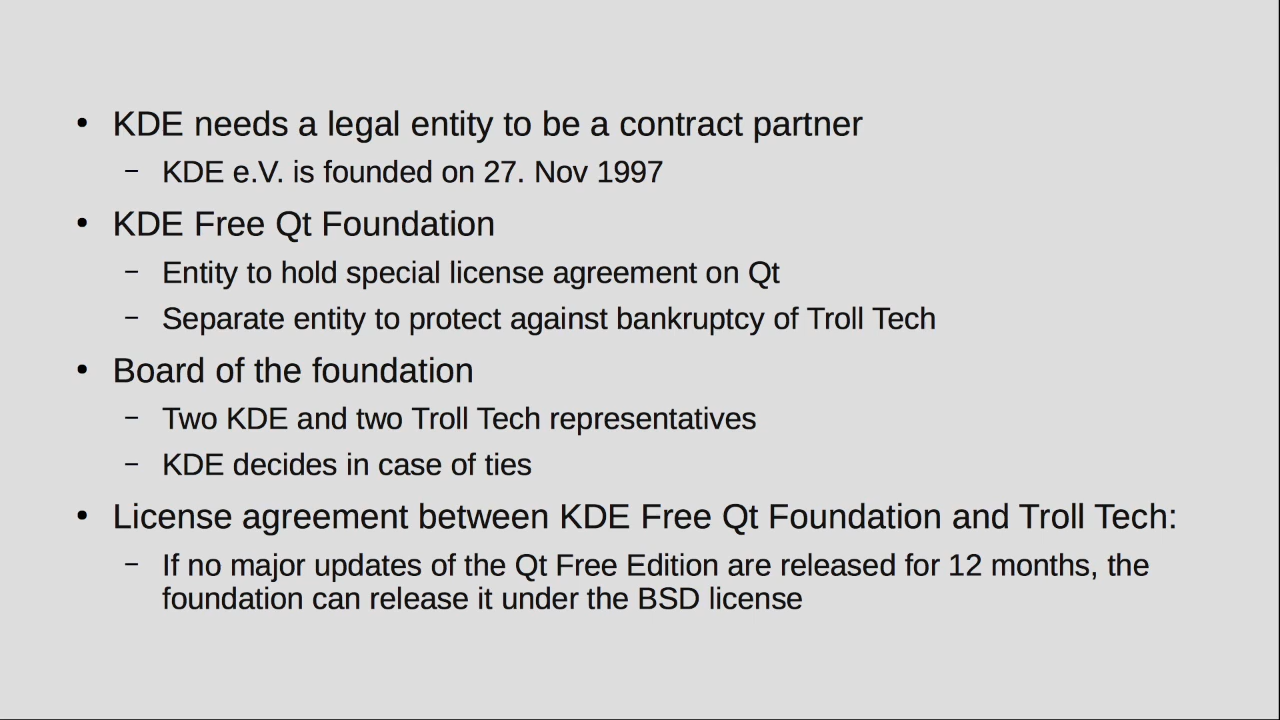 • KDE needs a legal entity to be a contract partner
– KDE e.V. is founded on 27. Nov 1997
• KDE Free Qt Foundation
– Entity to hold special license agreement on Qt
– Separate entity to protect against bankruptcy of Troll Tech
• Board of the foundation
– Two KDE and two Troll Tech representatives
– KDE decides in case of ties
• License agreement between KDE Free Qt Foundation and Troll Tech:
– If no major updates of the Qt Free Edition are released for 12 months, the
foundation can release it under the BSD license